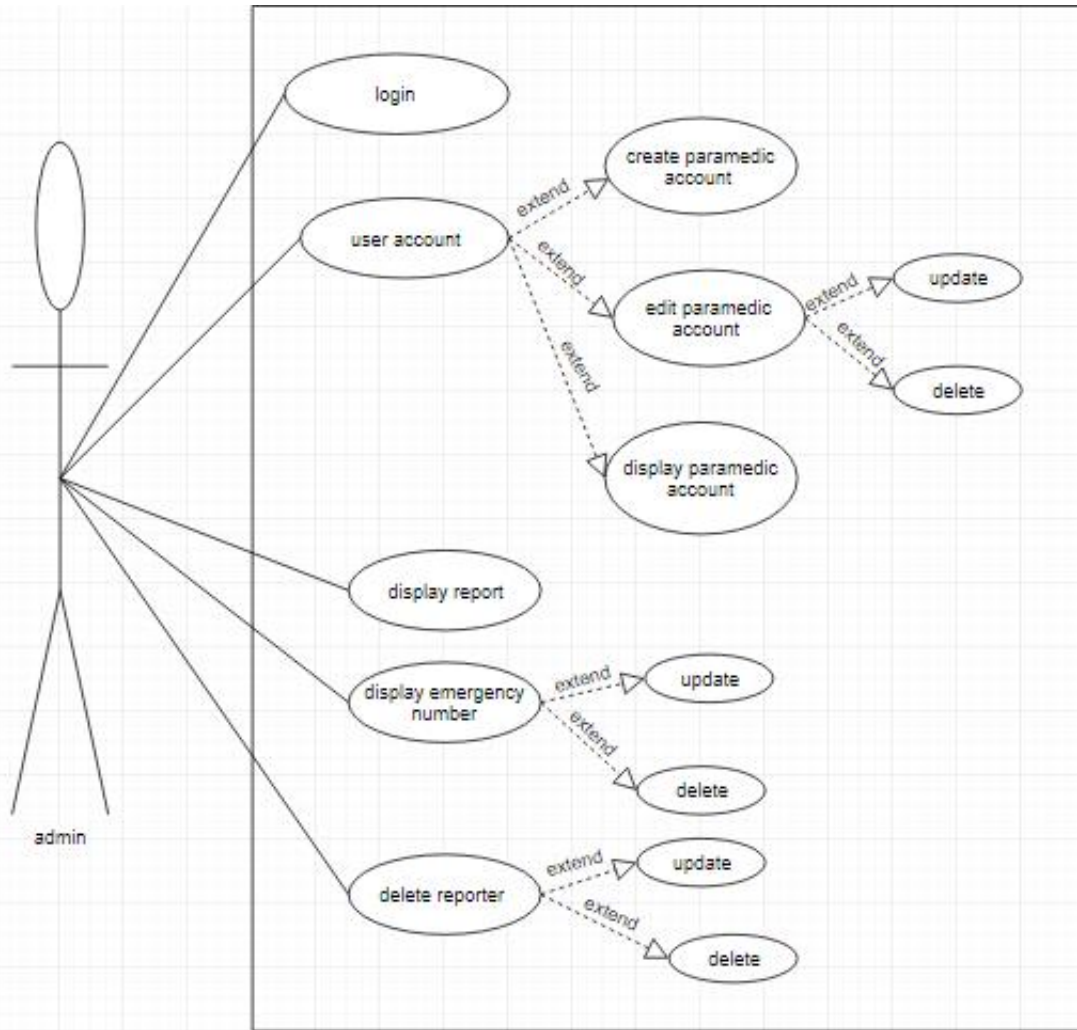 login
create paramedic
account
extend
user account
extend
extend
edit paramedic
account
extend
update
extend
delete
display paramedic
account
display report
display emergency
number
extend
update
extend
delete
admin
delete reporter
extend
update
extend
delete